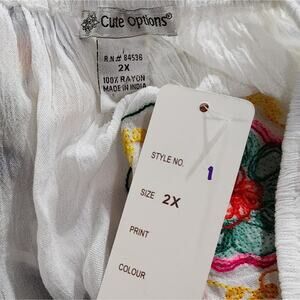 Cute Options®
R.N.# 84536
2X
100% RAYON
MADE IN INDIA
STYLE NO. 1
SIZE 2X
PRINT
COLOUR